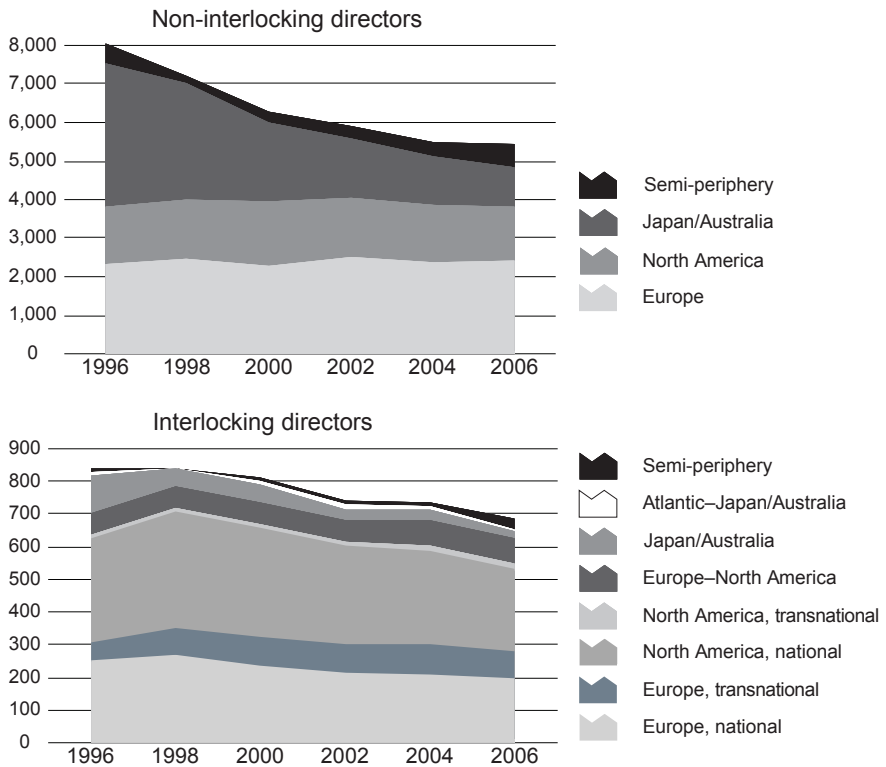 Non-interlocking directors
8,000
7,000
6,000
5,000
4,000
3,000
2,000
1,000
0
1996 1998 2000 2002 2004 2006
Semi-periphery
Japan/Australia
North America
Europe
Interlocking directors
900
800
700
600
500
400
300
200
100
0
1996 1998 2000 2002 2004 2006
Semi-periphery
Atlantic–Japan/Australia
Japan/Australia
Europe–North America
North America, transnational
North America, national
Europe, transnational
Europe, national